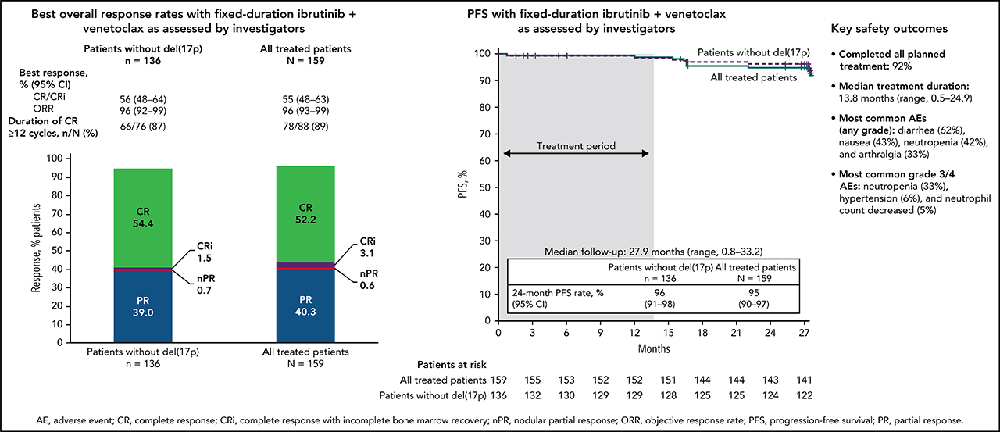 Best overall response rates with fixed-duration ibrutinib +
venetoclax as assessed by investigators
Patients without del(17p)
n = 136
All treated patients
N = 159
Best response,
% (95% CI)
CR/CRi 56 (48–64) 55 (48–63)
ORR 96 (92–99) 96 (93–99)
Duration of CR
≥12 cycles, n/N (%) 66/76 (87) 78/88 (89)
Response, % patients
100
90
80
70
60
50
40
30
20
10
0
CR
54.4
CRi
1.5
nPR
0.7
PR
39.0
CR
52.2
CRi
3.1
nPR
0.6
PR
40.3
Patients without del(17p)
n = 136
All treated patients
N = 159
PFS with fixed-duration ibrutinib + venetoclax
as assessed by investigators
PFS, %
100
90
80
70
60
50
40
30
20
10
0
Patients without del(17p)
All treated patients
Treatment period
Median follow-up: 27.9 months (range, 0.8–33.2)
Patients without del(17p) All treated patients
n = 136 N = 159
24-month PFS rate, % 96 95
(95% CI) (91–98) (90–97)
0 3 6 9 12 15 18 21 24 27
Months
Patients at risk
All treated patients 159 155 153 152 152 151 144 144 143 141
Patients without del(17p) 136 132 130 129 129 128 125 125 124 122
Key safety outcomes
• Completed all planned
treatment: 92%
• Median treatment duration:
13.8 months (range, 0.5–24.9)
• Most common AEs
(any grade): diarrhea (62%),
nausea (43%), neutropenia (42%),
and arthralgia (33%)
• Most common grade 3/4
AEs: neutropenia (33%),
hypertension (6%), and neutrophil
count decreased (5%)
AE, adverse event; CR, complete response; CRi, complete response with incomplete bone marrow recovery; nPR, nodular partial response; ORR, objective response rate; PFS, progression-free survival; PR, partial response.